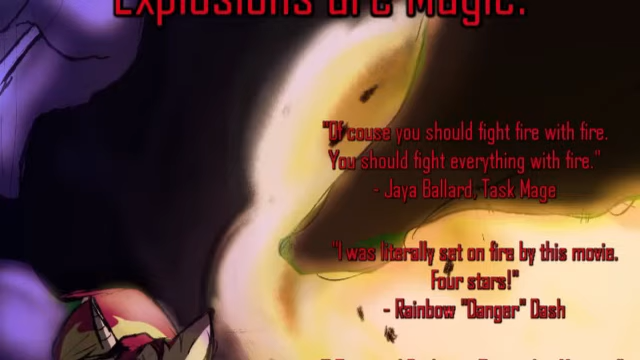 Explosions are Magic.
"Of couse you should fight fire with fire.
You should fight everything with fire."
- Jaya Ballard, Task Mage
"I was literally set on fire by this movie.
Four stars!"
- Rainbow "Danger" Dash